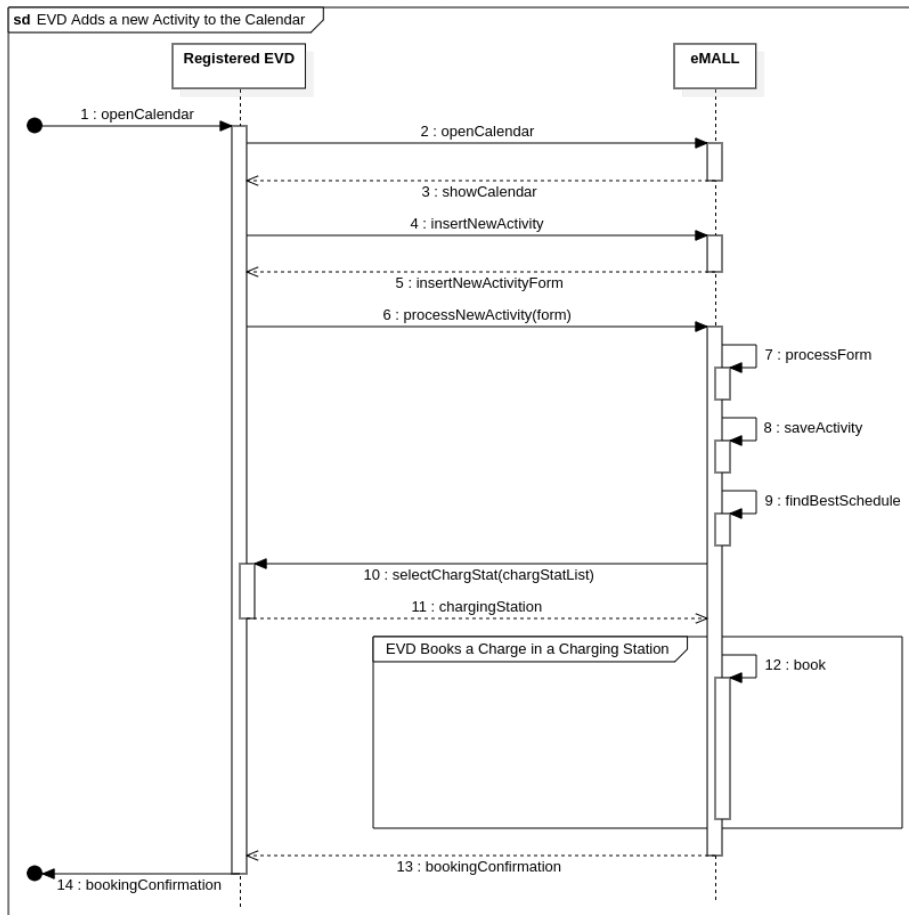 sd EVD Adds a new Activity to the Calendar
Registered EVD
eMALL
1 : openCalendar
2 : openCalendar
3 : showCalendar
4 : insertNewActivity
5 : insertNewActivityForm
6 : processNewActivity(form)
7 : processForm
8 : saveActivity
9 : findBestSchedule
10 : selectChargStat(chargStatList)
11 : chargingStation
EVD Books a Charge in a Charging Station
12 : book
13 : bookingConfirmation
14 : bookingConfirmation